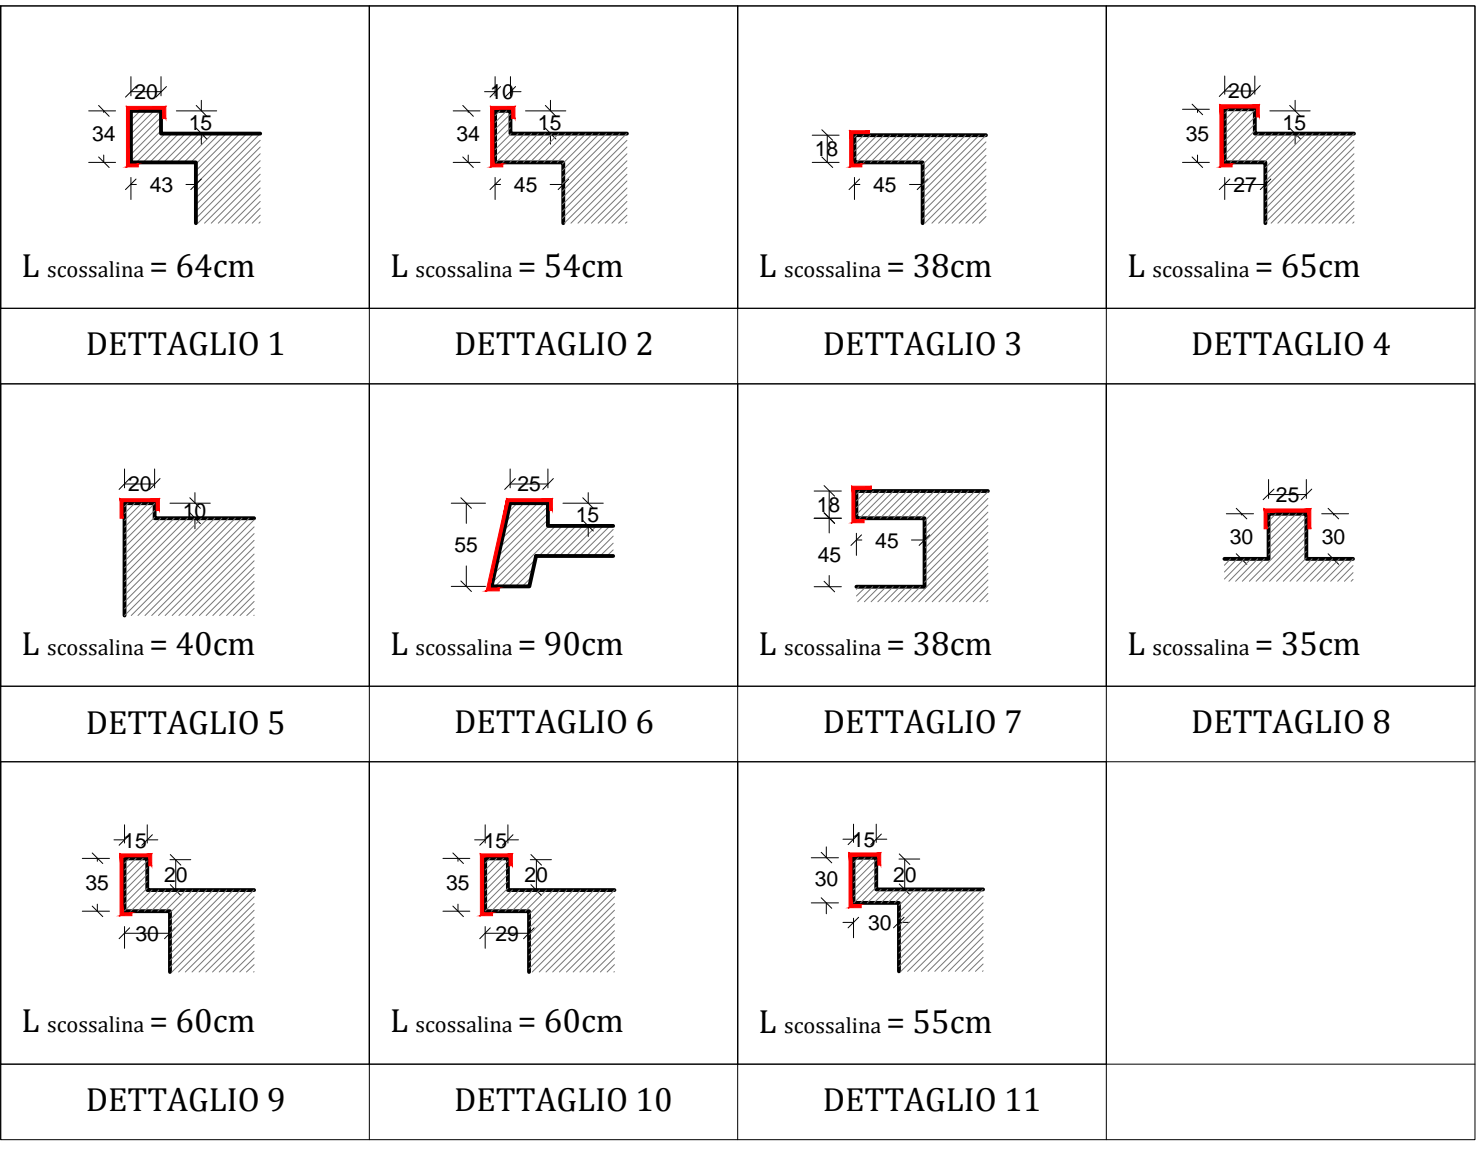 20
34
15
43
L scossalina = 64cm
DETTAGLIO 1
10
34
15
45
L scossalina = 54cm
DETTAGLIO 2
18
45
L scossalina = 38cm
DETTAGLIO 3
20
35
15
27
L scossalina = 65cm
DETTAGLIO 4
20
10
L scossalina = 40cm
DETTAGLIO 5
25
15
55
L scossalina = 90cm
DETTAGLIO 6
18
45
45
L scossalina = 38cm
DETTAGLIO 7
25
30
30
L scossalina = 35cm
DETTAGLIO 8
15
35
20
30
L scossalina = 60cm
DETTAGLIO 9
15
35
20
29
L scossalina = 60cm
DETTAGLIO 10
15
30
20
30
L scossalina = 55cm
DETTAGLIO 11